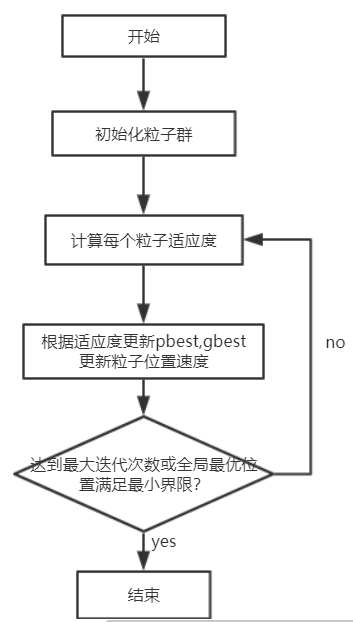 开始
初始化粒子群
计算每个粒子适应度
根据适应度更新pbest,gbest
更新粒子位置速度
no
达到最大迭代次数或全局最优位
置满足最小界限?
yes
结束